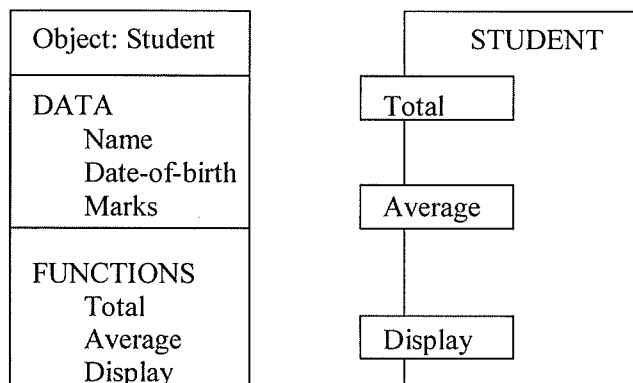 Object: Student
DATA
Name
Date-of-birth
Marks
FUNCTIONS
Total
Average
Display
STUDENT
Total
Average
Display